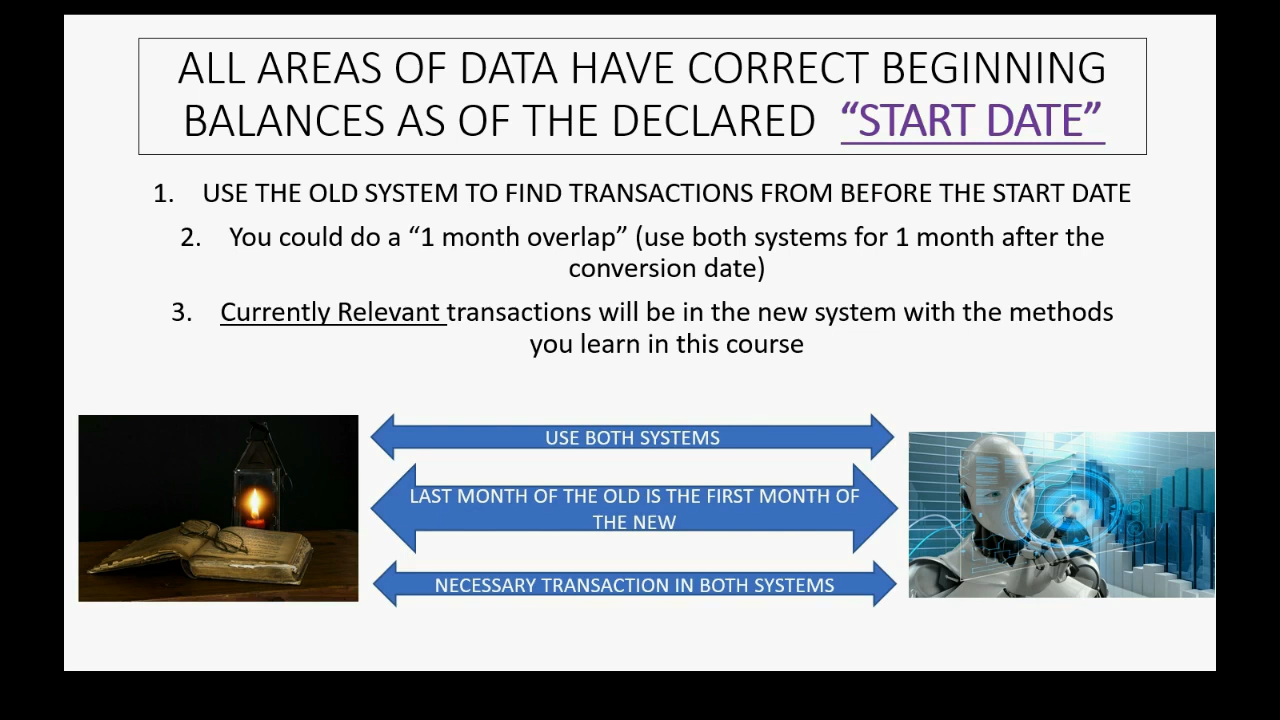 ALL AREAS OF DATA HAVE CORRECT BEGINNING
BALANCES AS OF THE DECLARED “START DATE”
1. USE THE OLD SYSTEM TO FIND TRANSACTIONS FROM BEFORE THE START DATE
2. You could do a “1 month overlap” (use both systems for 1 month after the
conversion date)
3. Currently Relevant transactions will be in the new system with the methods
you learn in this course
USE BOTH SYSTEMS
LAST MONTH OF THE OLD IS THE FIRST MONTH OF
THE NEW
NECESSARY TRANSACTION IN BOTH SYSTEMS